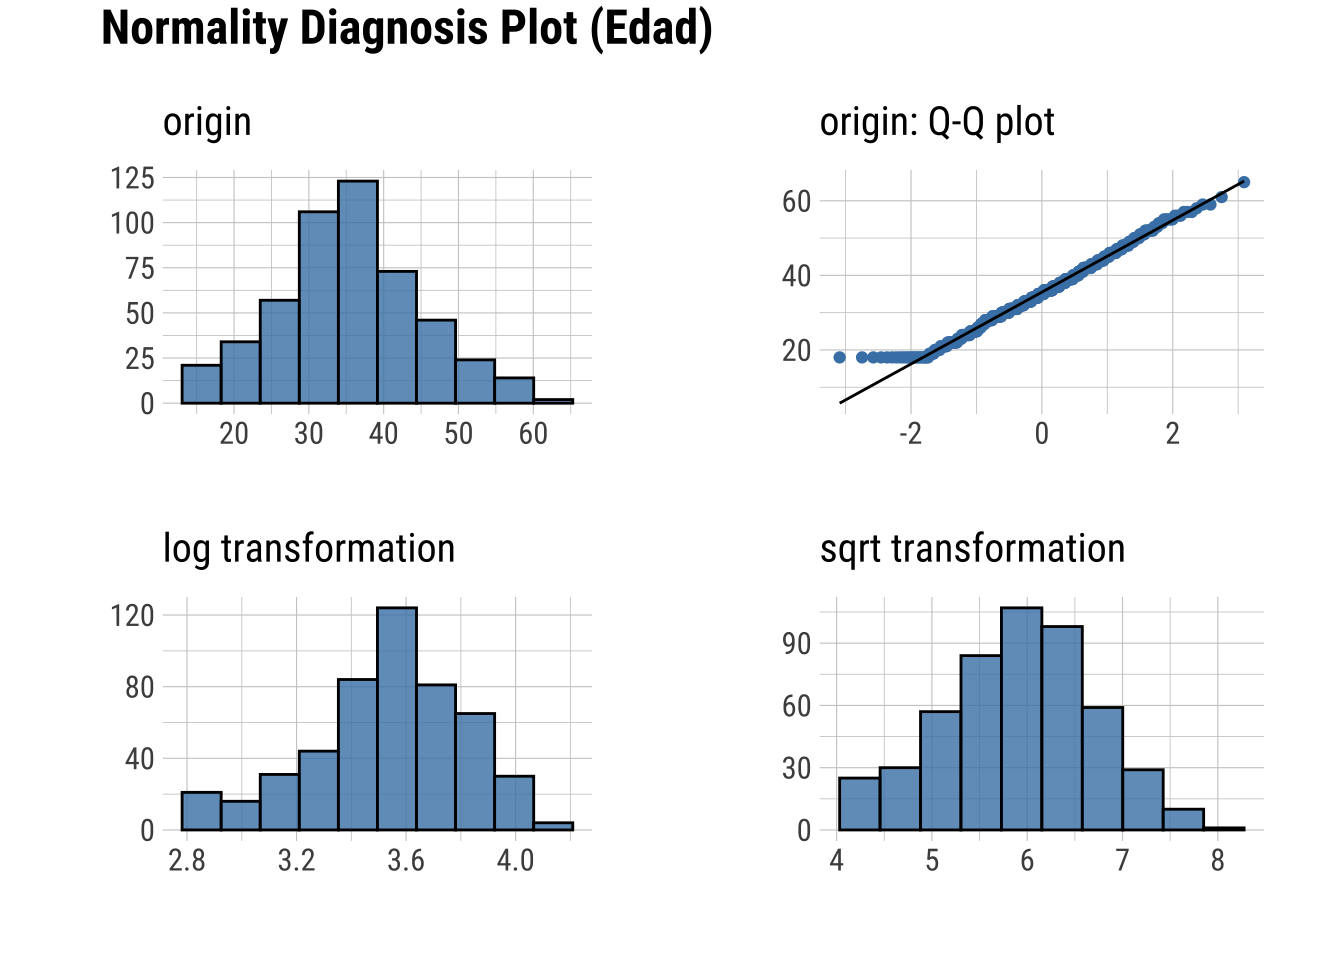 Normality Diagnosis Plot (Edad)
origin
125
100
75
50
25
0
20 30 40 50 60
origin: Q-Q plot
60
40
20
-2 0 2
log transformation
120
80
40
0
2.8 3.2 3.6 4.0
sqrt transformation
90
60
30
0
4 5 6 7 8